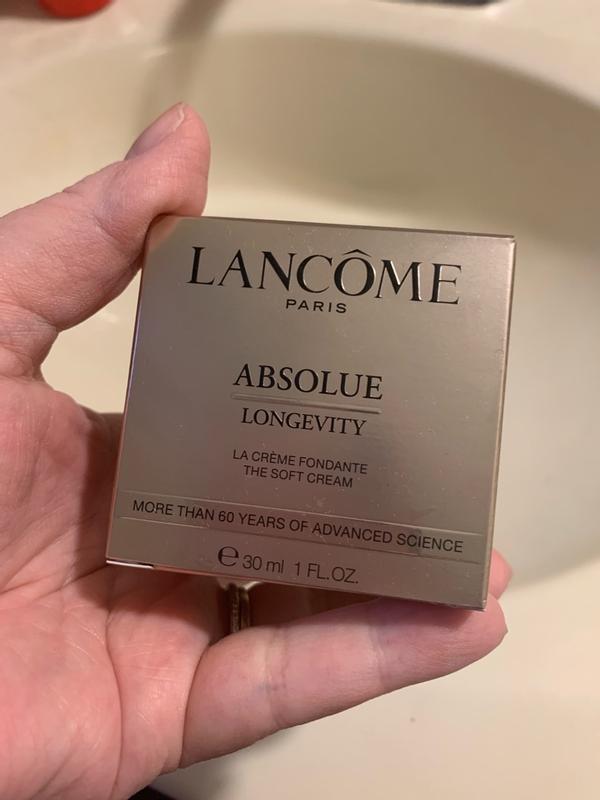 LANCÔME
PARIS
ABSOLUE
LONGEVITY
LA CRÈME FONDANTE
THE SOFT CREAM
MORE THAN 60 YEARS OF ADVANCED SCIENCE
℮ 30 ml 1 FL.OZ.